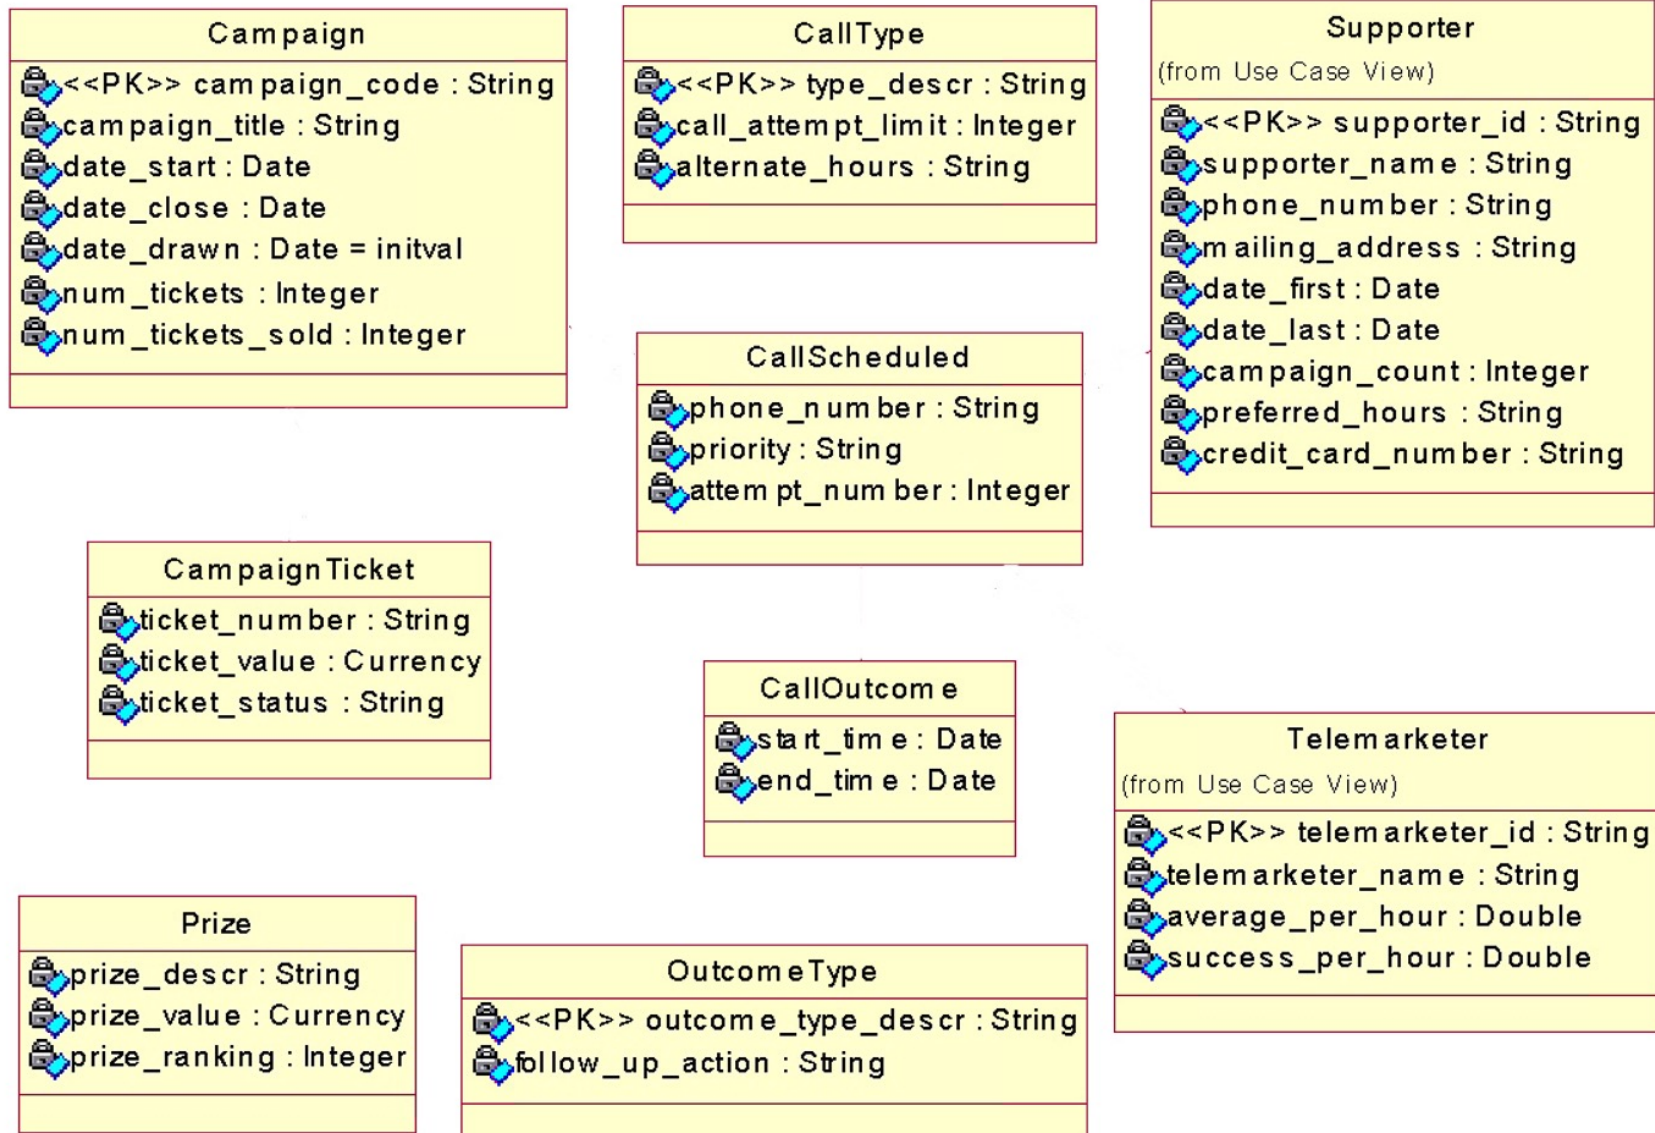 Campaign
<<PK>> campaign_code : String
campaign_title : String
date_start : Date
date_close : Date
date_drawn : Date = initval
num_tickets : Integer
num_tickets_sold : Integer
CallType
<<PK>> type_descr : String
call_attempt_limit : Integer
alternate_hours : String
Supporter
(from Use Case View)
<<PK>> supporter_id : String
supporter_name : String
phone_number : String
mailing_address : String
date_first : Date
date_last : Date
campaign_count : Integer
preferred_hours : String
credit_card_number : String
CallScheduled
phone_number : String
priority : String
attempt_number : Integer
CampaignTicket
ticket_number : String
ticket_value : Currency
ticket_status : String
CallOutcome
start_time : Date
end_time : Date
Telemarketer
(from Use Case View)
<<PK>> telemarketer_id : String
telemarketer_name : String
average_per_hour : Double
success_per_hour : Double
Prize
prize_descr : String
prize_value : Currency
prize_ranking : Integer
OutcomeType
<<PK>> outcome_type_descr : String
follow_up_action : String